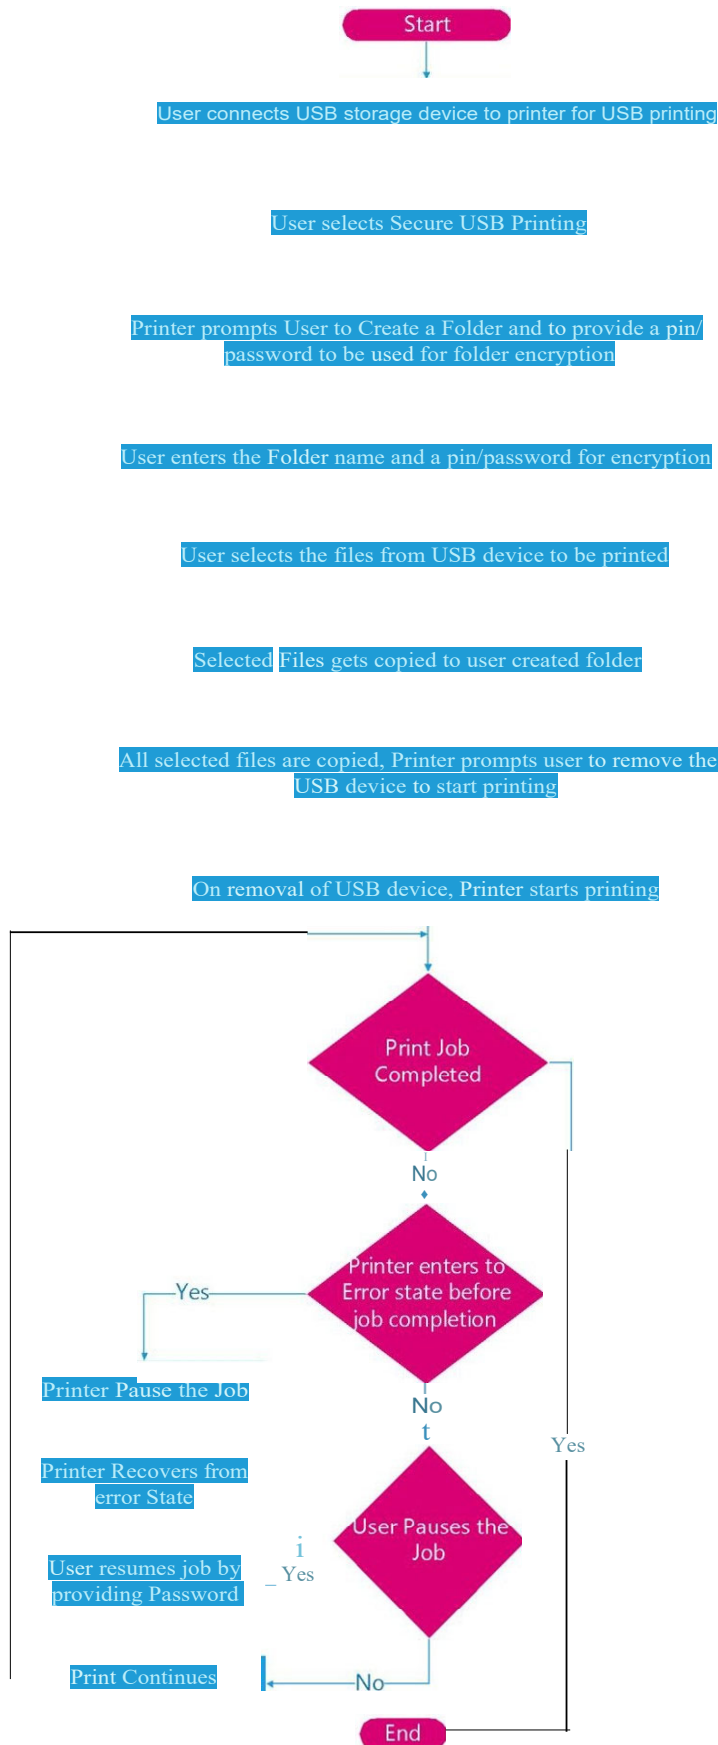 Start
User connects USB storage device to printer for USB printing
User selects Secure USB Printing
Printer prompts User to Create a Folder and to provide a pin/
password to be used for folder encryption
User enters the Folder name and a pin/password for encryption
User selects the files from USB device to be printed
Selected Files gets copied to user created folder
All selected files are copied, Printer prompts user to remove the
USB device to start printing
On removal of USB device, Printer starts printing
Print Job
Completed
No
Printer enters to
Error state before
job completion
Yes
Printer Pause the Job
No
t
Yes
Printer Recovers from
error State
User Pauses the
Job
i
_ Yes
User resumes job by
providing Password
Print Continues
No
End